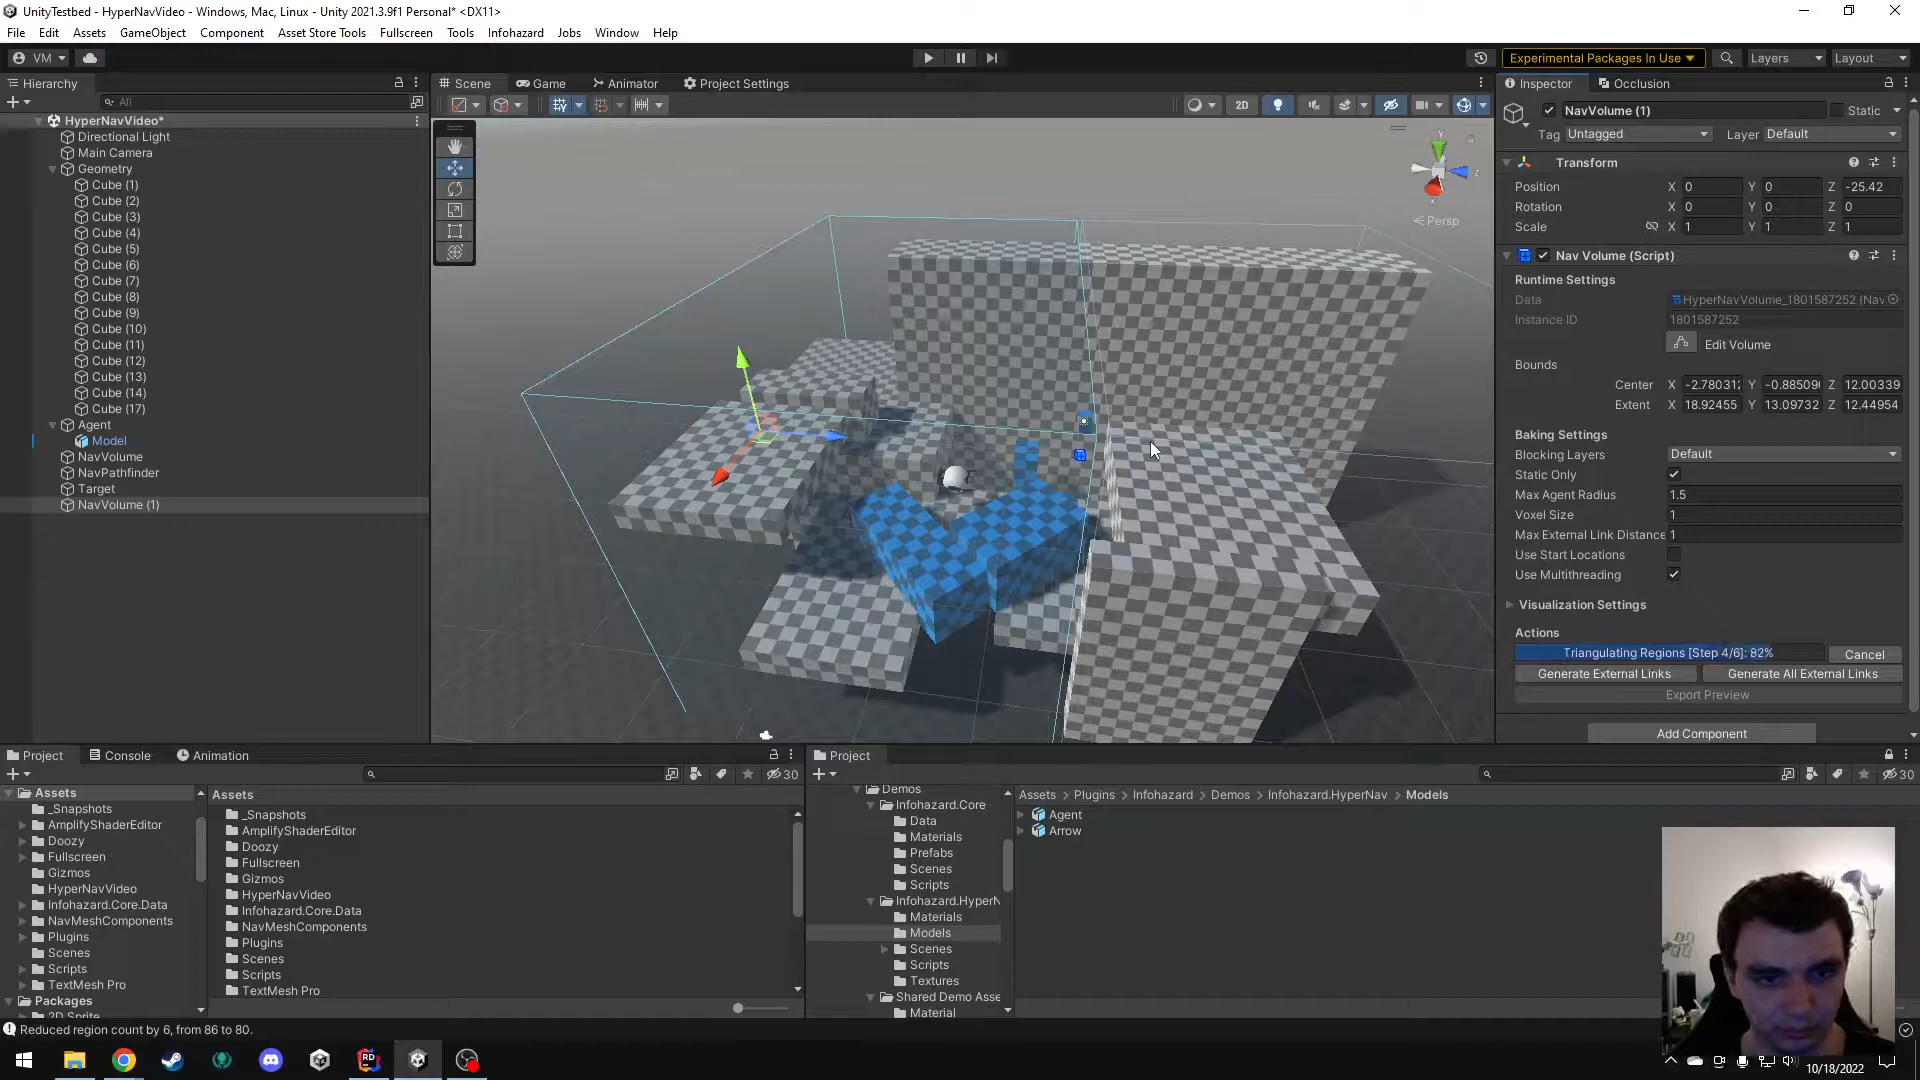 UnityTestbed - HyperNavVideo - Windows, Mac, Linux - Unity 2021.3.9f1 Personal* <DX11>
File Edit Assets GameObject Component Asset Store Tools Fullscreen Tools Infohazard Jobs Window Help
VM Experimental Packages In Use Layers Layout
Hierarchy
All
HyperNavVideo*
Directional Light
Main Camera
Geometry
Cube (1)
Cube (2)
Cube (3)
Cube (4)
Cube (5)
Cube (6)
Cube (7)
Cube (8)
Cube (9)
Cube (10)
Cube (11)
Cube (12)
Cube (13)
Cube (14)
Cube (17)
Agent
Model
NavVolume
NavPathfinder
Target
NavVolume (1)
Scene Game Animator Project Settings
2D
y
z
x
Persp
Inspector Occlusion
NavVolume (1) Static
Tag Untagged Layer Default
Transform
Position X 0 Y 0 Z -25.42
Rotation X 0 Y 0 Z 0
Scale X 1 Y 1 Z 1
Nav Volume (Script)
Runtime Settings
Data HyperNavVolume_1801587252 (Nav
Instance ID 1801587252
Edit Volume
Bounds
Center X -2.780312 Y -0.88509 Z 12.00339
Extent X 18.92455 Y 13.09732 Z 12.44954
Baking Settings
Blocking Layers Default
Static Only
Max Agent Radius 1.5
Voxel Size 1
Max External Link Distance 1
Use Start Locations
Use Multithreading
Visualization Settings
Actions
Triangulating Regions [Step 4/6]: 82% Cancel
Generate External Links Generate All External Links
Export Preview
Add Component
Project Console Animation
30
Assets
_Snapshots
AmplifyShaderEditor
Doozy
Fullscreen
Gizmos
HyperNavVideo
Infohazard.Core.Data
NavMeshComponents
Plugins
Scenes
Scripts
TextMesh Pro
Packages
2D Sprite
Assets
_Snapshots
AmplifyShaderEditor
Doozy
Fullscreen
Gizmos
HyperNavVideo
Infohazard.Core.Data
NavMeshComponents
Plugins
Scenes
Scripts
TextMesh Pro
Project
30
Demos
Infohazard.Core
Data
Materials
Prefabs
Scenes
Scripts
Infohazard.HyperN
Materials
Models
Scenes
Scripts
Textures
Shared Demo Asse
Material
Assets > Plugins > Infohazard > Demos > Infohazard.HyperNav > Models
Agent
Arrow
Reduced region count by 6, from 86 to 80.
RD
10/18/2022